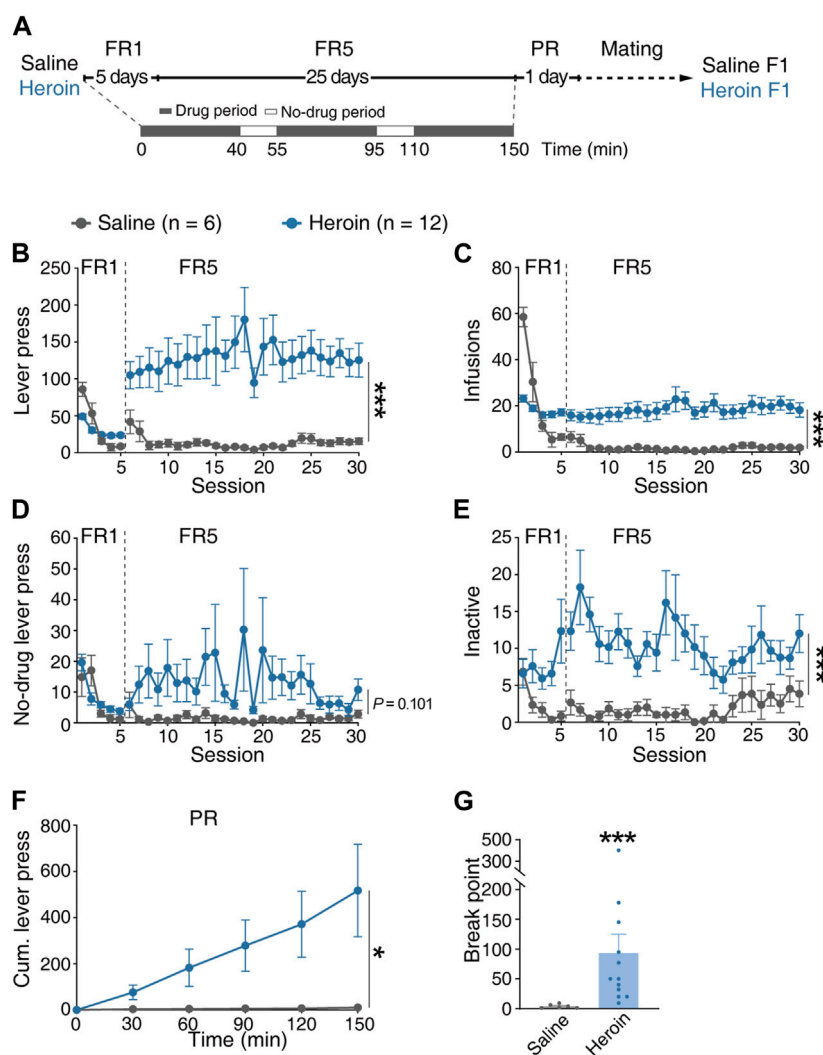 A
FR1 FR5 PR Mating
Saline
Heroin
5 days 25 days 1 day
Saline F1
Heroin F1
Drug period No-drug period
0 40 55 95 110 150 Time (min)
Saline (n = 6) Heroin (n = 12)
B
FR1 FR5
Lever press
250
200
150
100
50
0
5 10 15 20 25 30
Session
***
C
FR1 FR5
Infusions
80
60
40
20
0
5 10 15 20 25 30
Session
***
D
FR1 FR5
No-drug lever press
60
50
40
30
20
10
0
5 10 15 20 25 30
Session
P = 0.101
E
FR1 FR5
Inactive
25
20
15
10
5
0
5 10 15 20 25 30
Session
***
F
PR
Cum. lever press
800
600
400
200
0
0 30 60 90 120 150
Time (min)
*
G
***
Break point
500
300
200
150
100
50
0
Saline Heroin